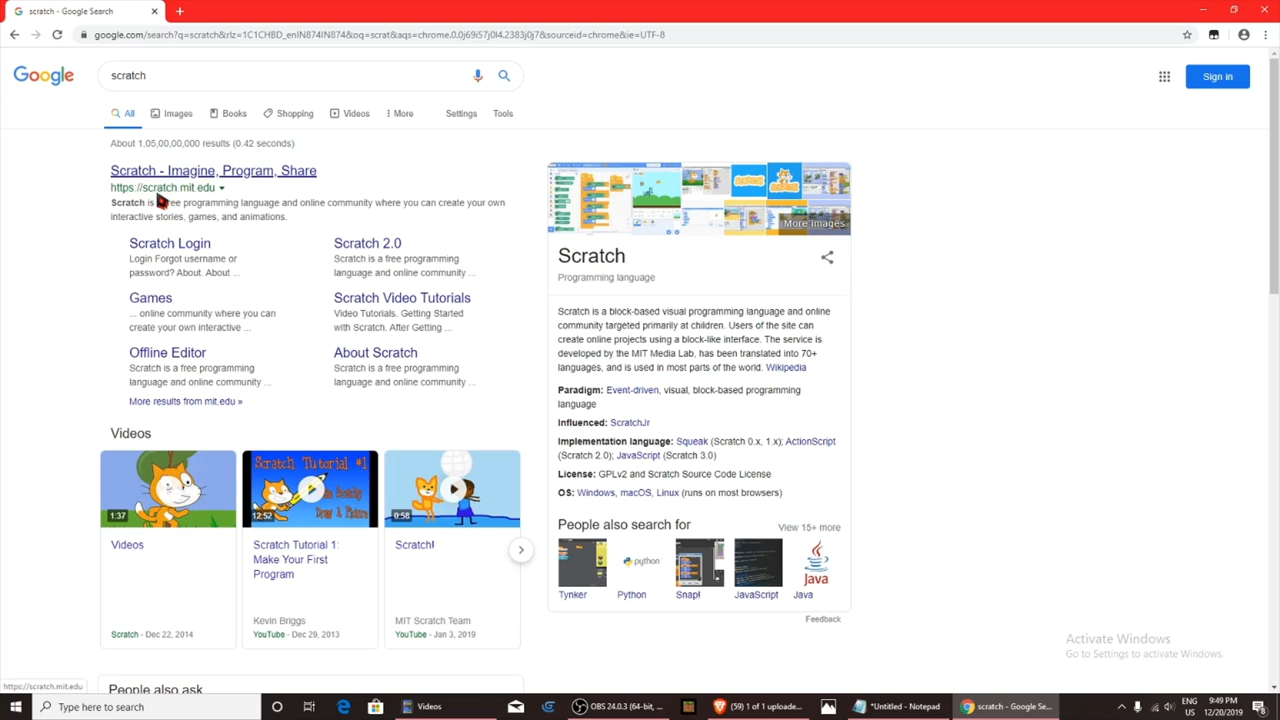 scratch - Google Search
google.com/search?q=scratch&rlz=1C1CHBD_enIN874IN874&oq=scrat&aqs=chrome.0.0j69i57j0l4.2383j0j7&sourceid=chrome&ie=UTF-8
Google
scratch
Sign in
All Images Books Shopping Videos More Settings Tools
About 1,05,00,00,000 results (0.42 seconds)
Scratch - Imagine, Program, Share
https://scratch.mit.edu
Scratch is free programming language and online community where you can create your own
interactive stories, games, and animations.
Scratch Login
Login Forgot username or
password? About. About ...
Scratch 2.0
Scratch is a free programming
language and online community ...
Games
... online community where you can
create your own interactive ...
Scratch Video Tutorials
Video Tutorials. Getting Started
with Scratch. After Getting ...
Offline Editor
Scratch is a free programming
language and online community ...
About Scratch
Scratch is a free programming
language and online community ...
More results from mit.edu »
Videos
1:37
Videos
Scratch - Dec 22, 2014
Scratch Tutorial #1
Draw A Picture
12:52
Scratch Tutorial 1:
Make Your First
Program
Kevin Briggs
YouTube - Dec 29, 2013
0:58
Scratch!
MIT Scratch Team
YouTube - Jan 3, 2019
People also ask
More Images
Scratch
Programming language
Scratch is a block-based visual programming language and online
community targeted primarily at children. Users of the site can
create online projects using a block-like interface. The service is
developed by the MIT Media Lab, has been translated into 70+
languages, and is used in most parts of the world. Wikipedia
Paradigm: Event-driven, visual, block-based programming
language
Influenced: ScratchJr
Implementation language: Squeak (Scratch 0.x, 1.x); ActionScript
(Scratch 2.0); JavaScript (Scratch 3.0)
License: GPLv2 and Scratch Source Code License
OS: Windows, macOS, Linux (runs on most browsers)
People also search for
View 15+ more
python
Java
Tynker Python Snap! JavaScript Java
Feedback
Activate Windows
Go to Settings to activate Windows.
https://scratch.mit.edu
Type here to search
Videos
OBS 24.0.3 (64-bit, ...
(59) 1 of 1 uploade...
*Untitled - Notepad
scratch - Google Se...
ENG
US
9:49 PM
12/20/2019